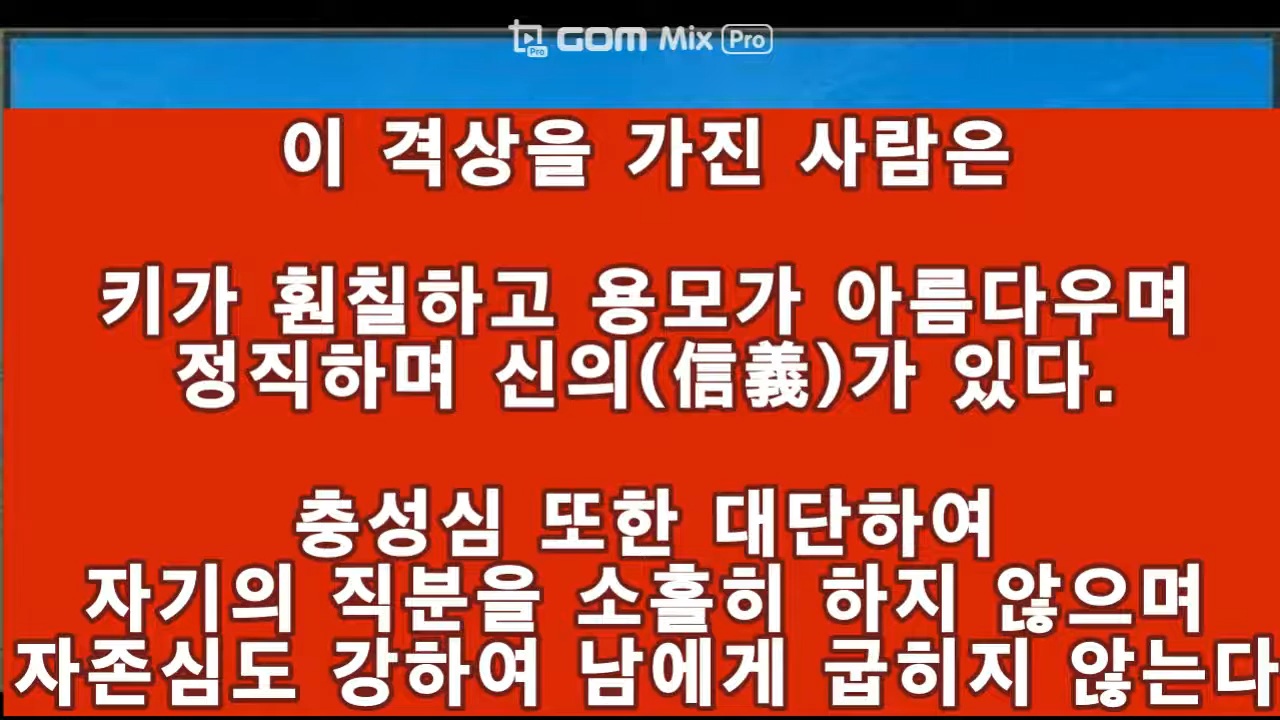 GOM Mix Pro
이 격상을 가진 사람은
키가 훤칠하고 용모가 아름다우며
정직하며 신의(信義)가 있다.
충성심 또한 대단하여
자기의 직분을 소홀히 하지 않으며
자존심도 강하여 남에게 굽히지 않는다